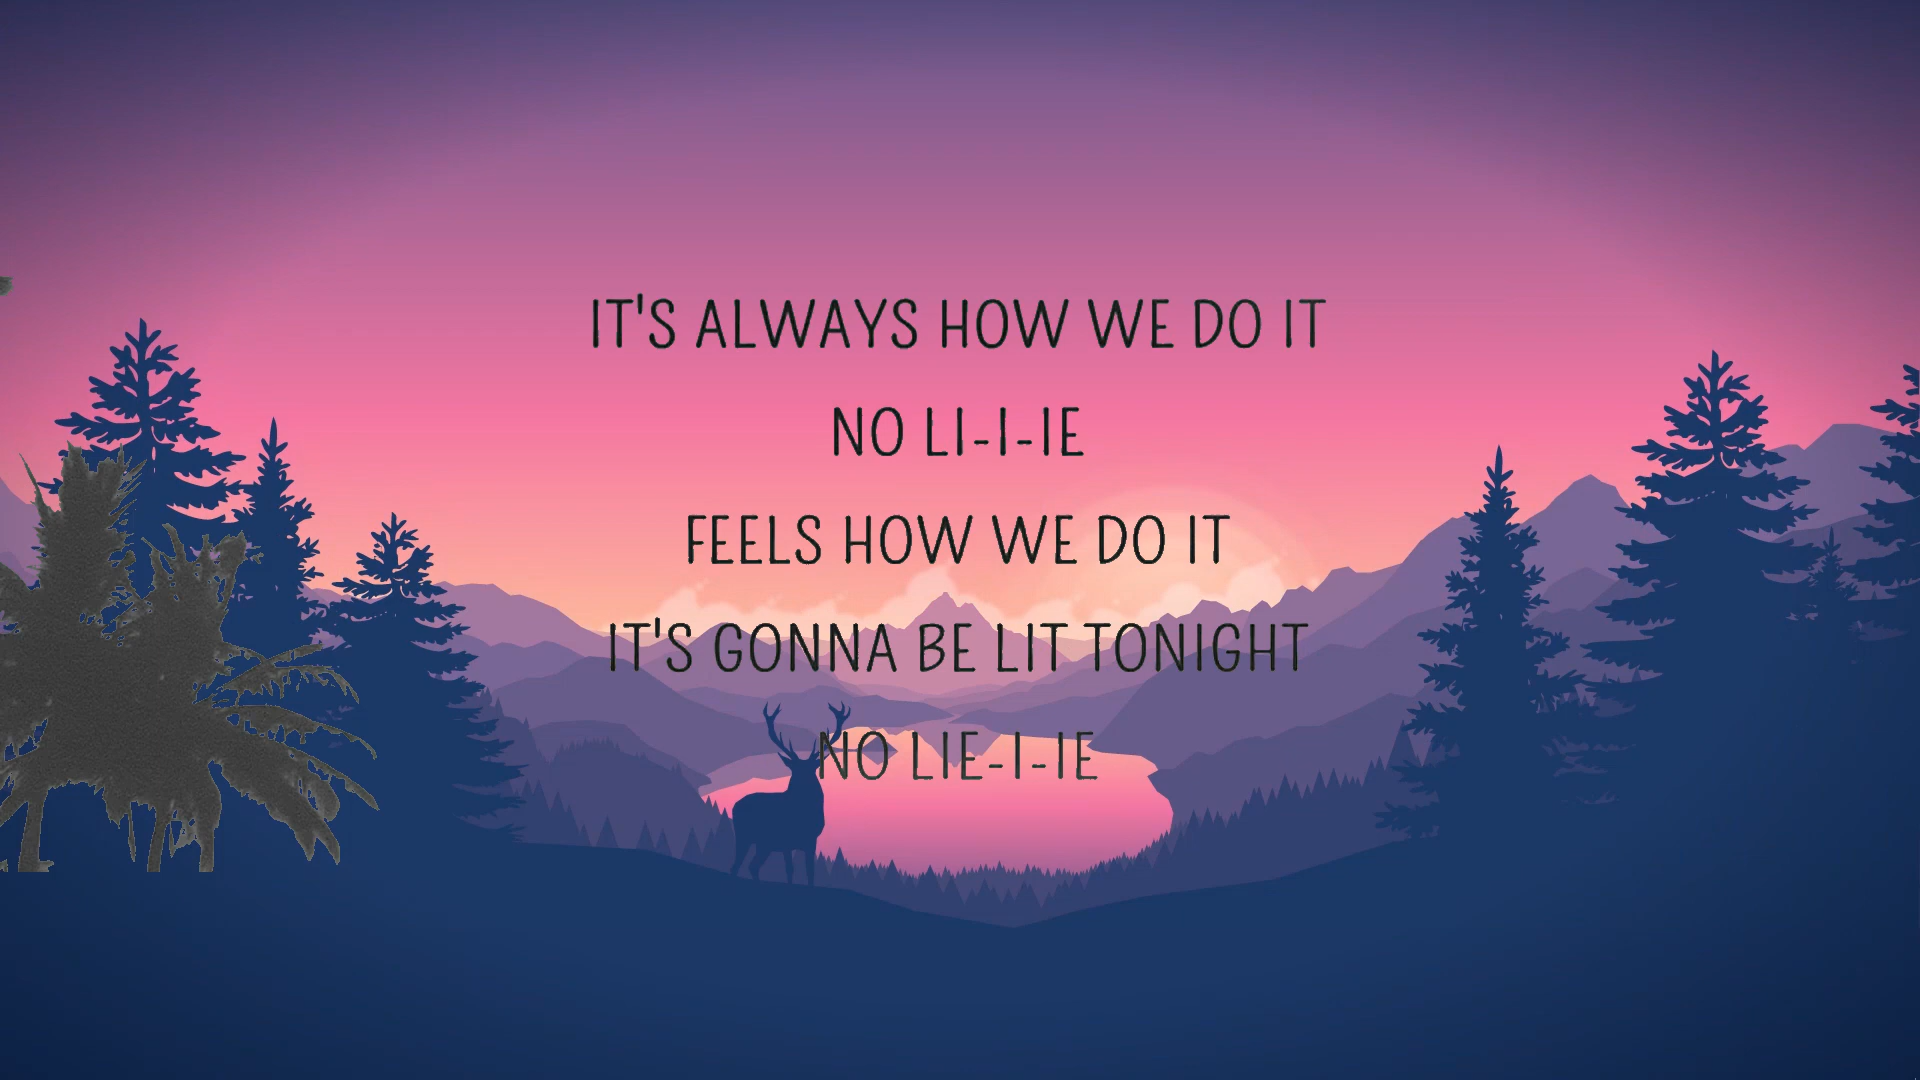 IT'S ALWAYS HOW WE DO IT
NO LI-I-IE
FEELS HOW WE DO IT
IT'S GONNA BE LIT TONIGHT
NO LIE-I-IE